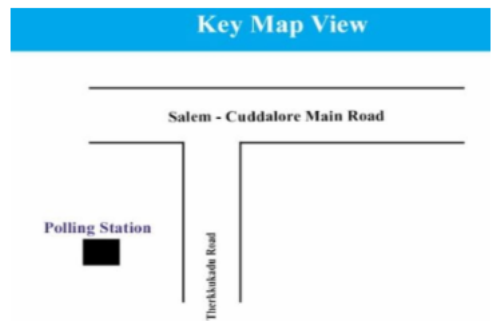 Key Map View
Salem - Cuddalore Main Road
Polling Station
Therkkukadu Road